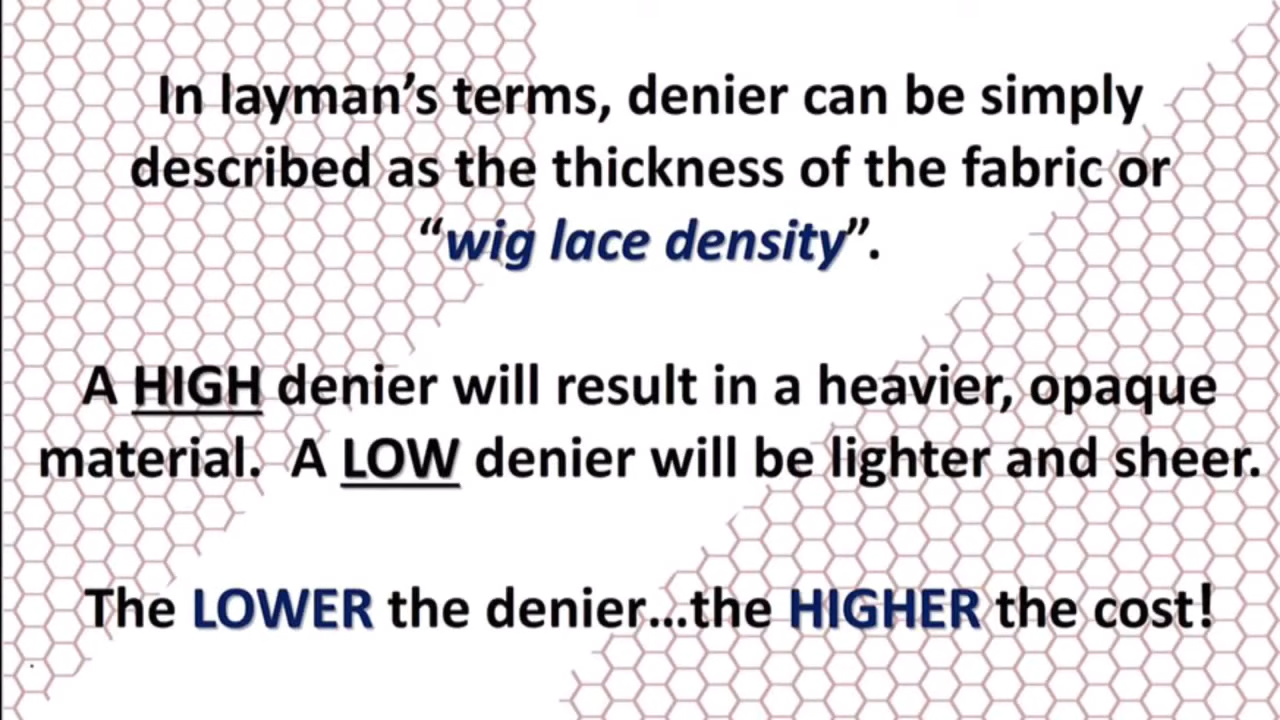 In layman’s terms, denier can be simply
described as the thickness of the fabric or
“wig lace density”.
A HIGH denier will result in a heavier, opaque
material.  A LOW denier will be lighter and sheer.
The LOWER the denier...the HIGHER the cost!